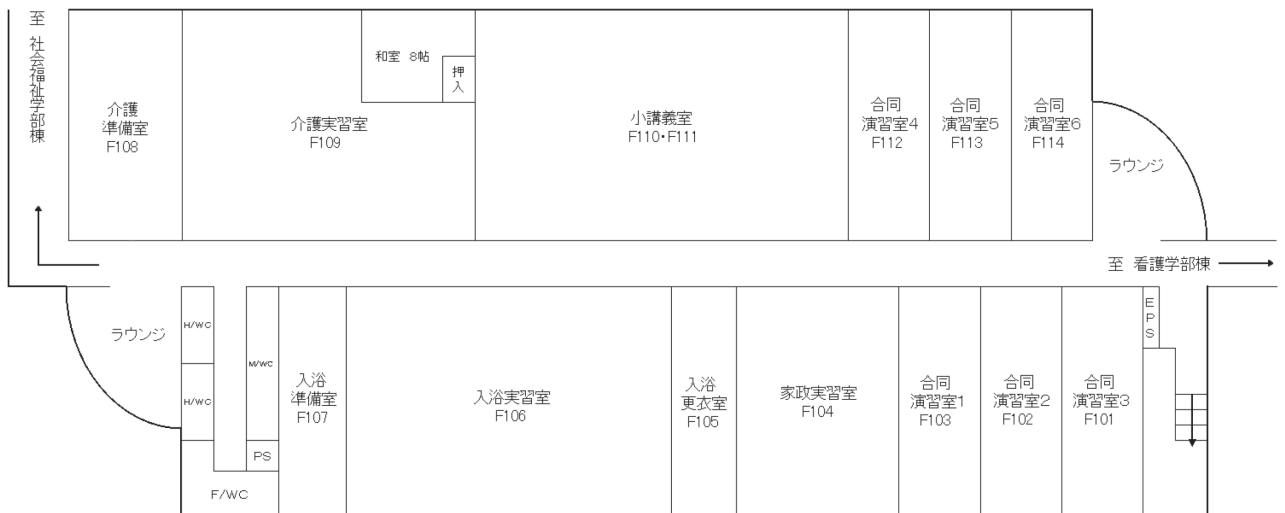 至 社会福祉学部棟
介護
準備室
F108
介護実習室
F109
和室 8帖
押
入
小講義室
F110・F111
合同
演習室4
F112
合同
演習室5
F113
合同
演習室6
F114
ラウンジ
至 看護学部棟
ラウンジ
H/WC
H/WC
M/WC
PS
F/WC
入浴
準備室
F107
入浴実習室
F106
入浴
更衣室
F105
家政実習室
F104
合同
演習室1
F103
合同
演習室2
F102
合同
演習室3
F101
EPS